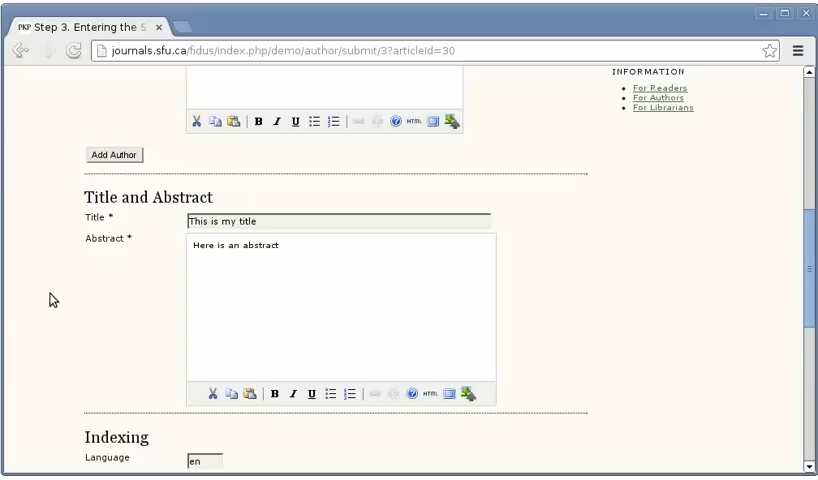 PKP Step 3. Entering the S
journals.sfu.ca/fidus/index.php/demo/author/submit/3?articleId=30
INFORMATION
For Readers
For Authors
For Librarians
B I U HTML
Add Author
Title and Abstract
Title *
This is my title
Abstract *
Here is an abstract
B I U HTML
Indexing
Language
en